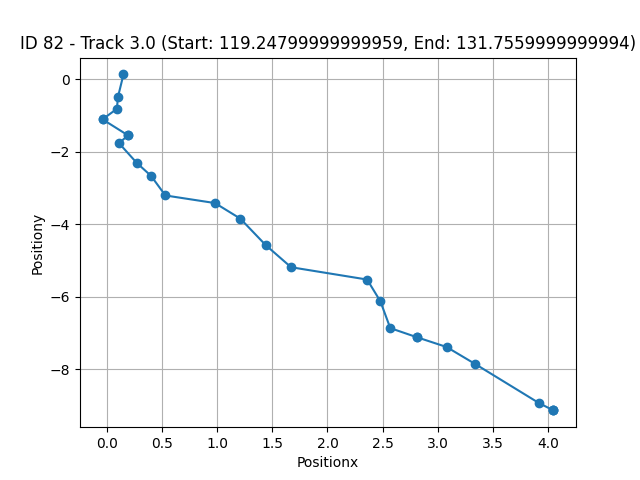 ID 82 - Track 3.0 (Start: 119.24799999999959, End: 131.7559999999994)
0
−2
−4
−6
−8
Positiony
0.0 0.5 1.0 1.5 2.0 2.5 3.0 3.5 4.0
Positionx